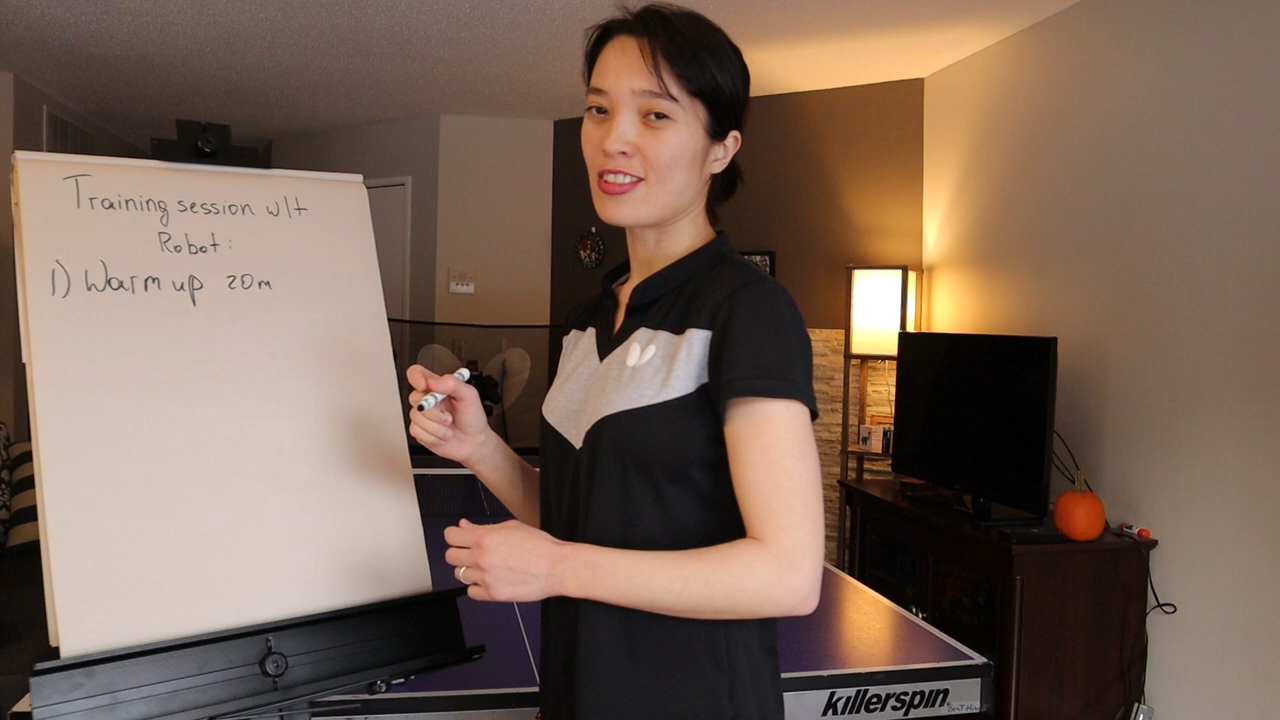 Training session w/t
Robot:
1) Warm up 20m
killerspin